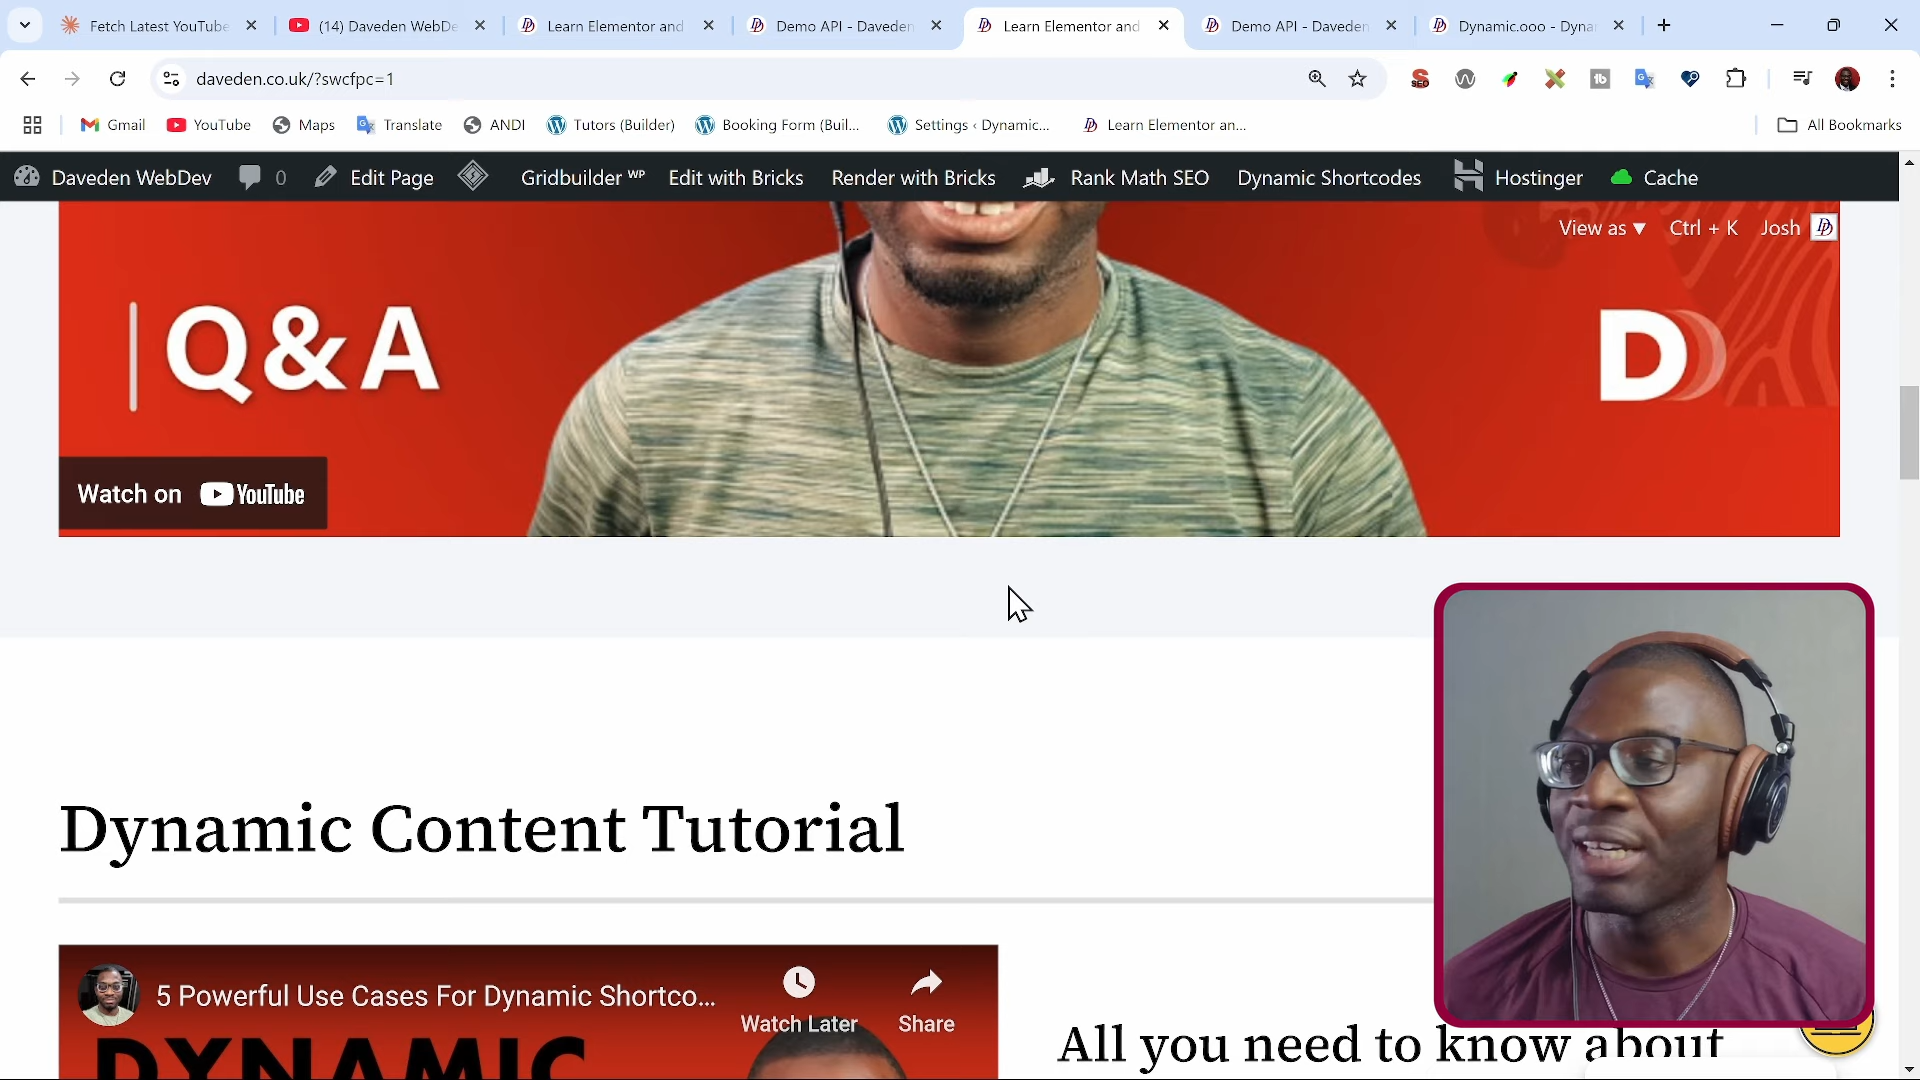 Fetch Latest YouTube
(14) Daveden WebDe
Learn Elementor and
Demo API - Daveden
Learn Elementor and
Demo API - Daveden
Dynamic.ooo - Dyna
daveden.co.uk/?swcfpc=1
SEO
tb
Gmail
YouTube
Maps
Translate
ANDI
Tutors (Builder)
Booking Form (Buil...
Settings ‹ Dynamic...
Learn Elementor an...
All Bookmarks
Daveden WebDev
0
Edit Page
Gridbuilder WP
Edit with Bricks
Render with Bricks
Rank Math SEO
Dynamic Shortcodes
Hostinger
Cache
View as ▼
Ctrl + K
Josh
Q&A
D
Watch on YouTube
Dynamic Content Tutorial
5 Powerful Use Cases For Dynamic Shortco...
Watch Later
Share
DYNAMIC
All you need to know about